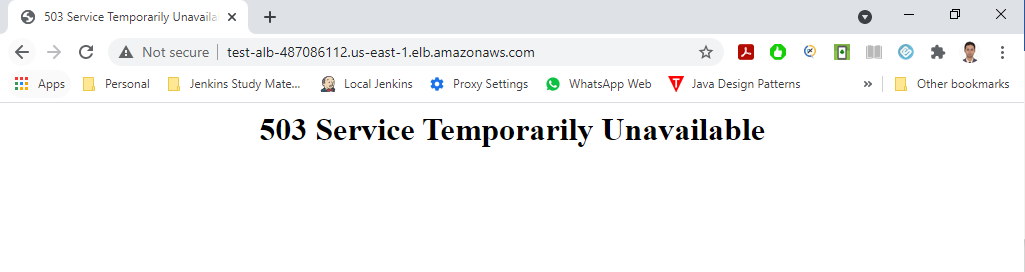 503 Service Temporarily Unavaila
Not secure test-alb-487086112.us-east-1.elb.amazonaws.com
Apps Personal Jenkins Study Mate... Local Jenkins Proxy Settings WhatsApp Web Java Design Patterns » Other bookmarks
503 Service Temporarily Unavailable